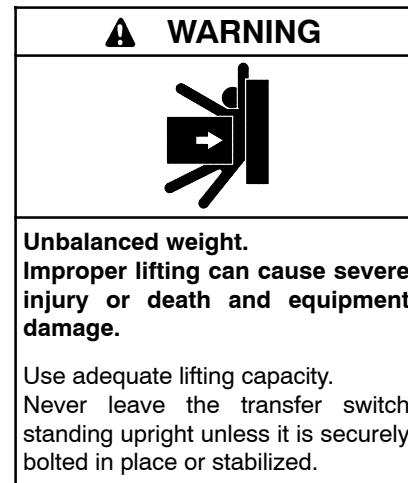 WARNING
Unbalanced weight.
Improper lifting can cause severe
injury or death and equipment
damage.
Use adequate lifting capacity.
Never leave the transfer switch
standing upright unless it is securely
bolted in place or stabilized.